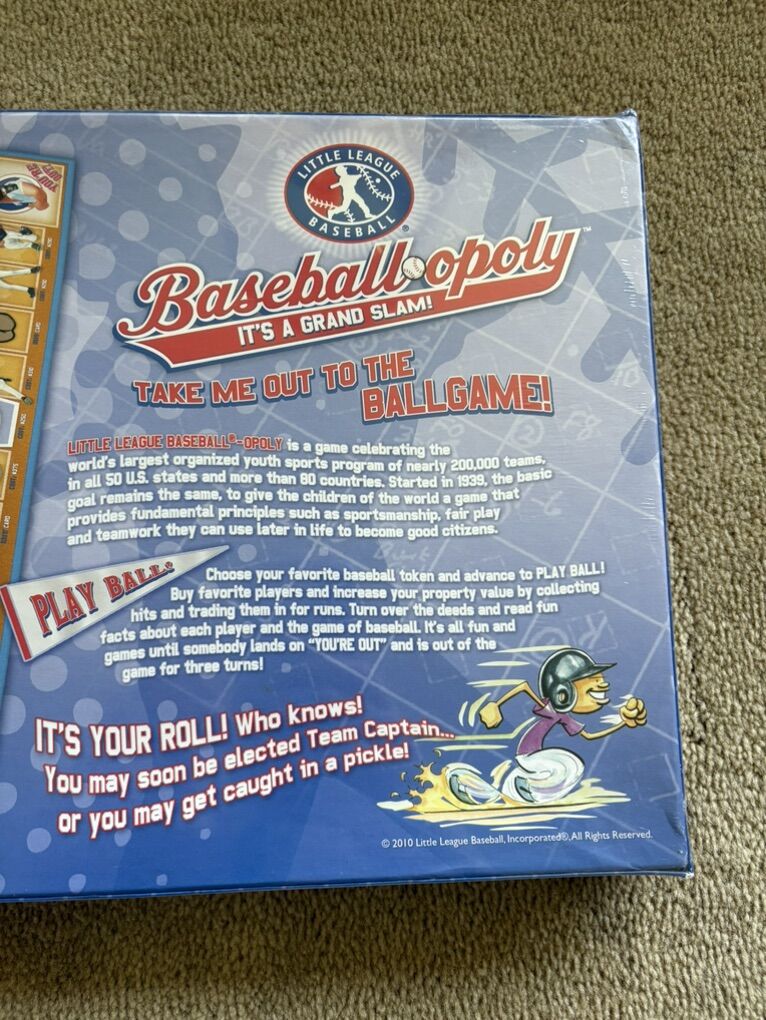 LITTLE LEAGUE
BASEBALL®
Baseball-opoly™
IT'S A GRAND SLAM!
TAKE ME OUT TO THE
BALLGAME!
LITTLE LEAGUE BASEBALL®-OPOLY is a game celebrating the
world's largest organized youth sports program of nearly 200,000 teams,
in all 50 U.S. states and more than 80 countries. Started in 1939, the basic
goal remains the same, to give the children of the world a game that
provides fundamental principles such as sportsmanship, fair play
and teamwork they can use later in life to become good citizens.
PLAY BALL!
Choose your favorite baseball token and advance to PLAY BALL!
Buy favorite players and increase your property value by collecting
hits and trading them in for runs. Turn over the deeds and read fun
facts about each player and the game of baseball. It's all fun and
games until somebody lands on "YOU'RE OUT" and is out of the
game for three turns!
IT'S YOUR ROLL! Who knows!
You may soon be elected Team Captain...
or you may get caught in a pickle!
© 2010 Little League Baseball, Incorporated®, All Rights Reserved.
YOU'RE
OUT!